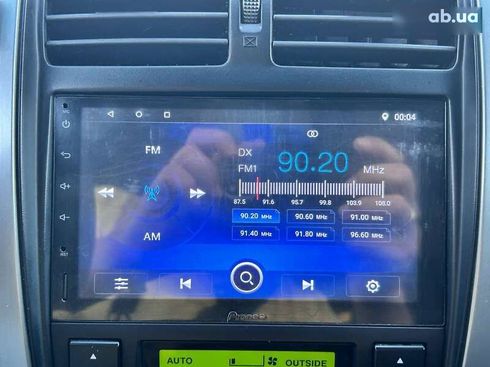 ab.ua
00:04
FM
DX
FM1
90.20
MHz
87.5 91.6 95.7 99.8 103.9 108.0
90.20 MHz 90.60 MHz 91.00 MHz
AM
91.40 MHz 91.80 MHz 96.60 MHz
RST
AUTO
OUTSIDE